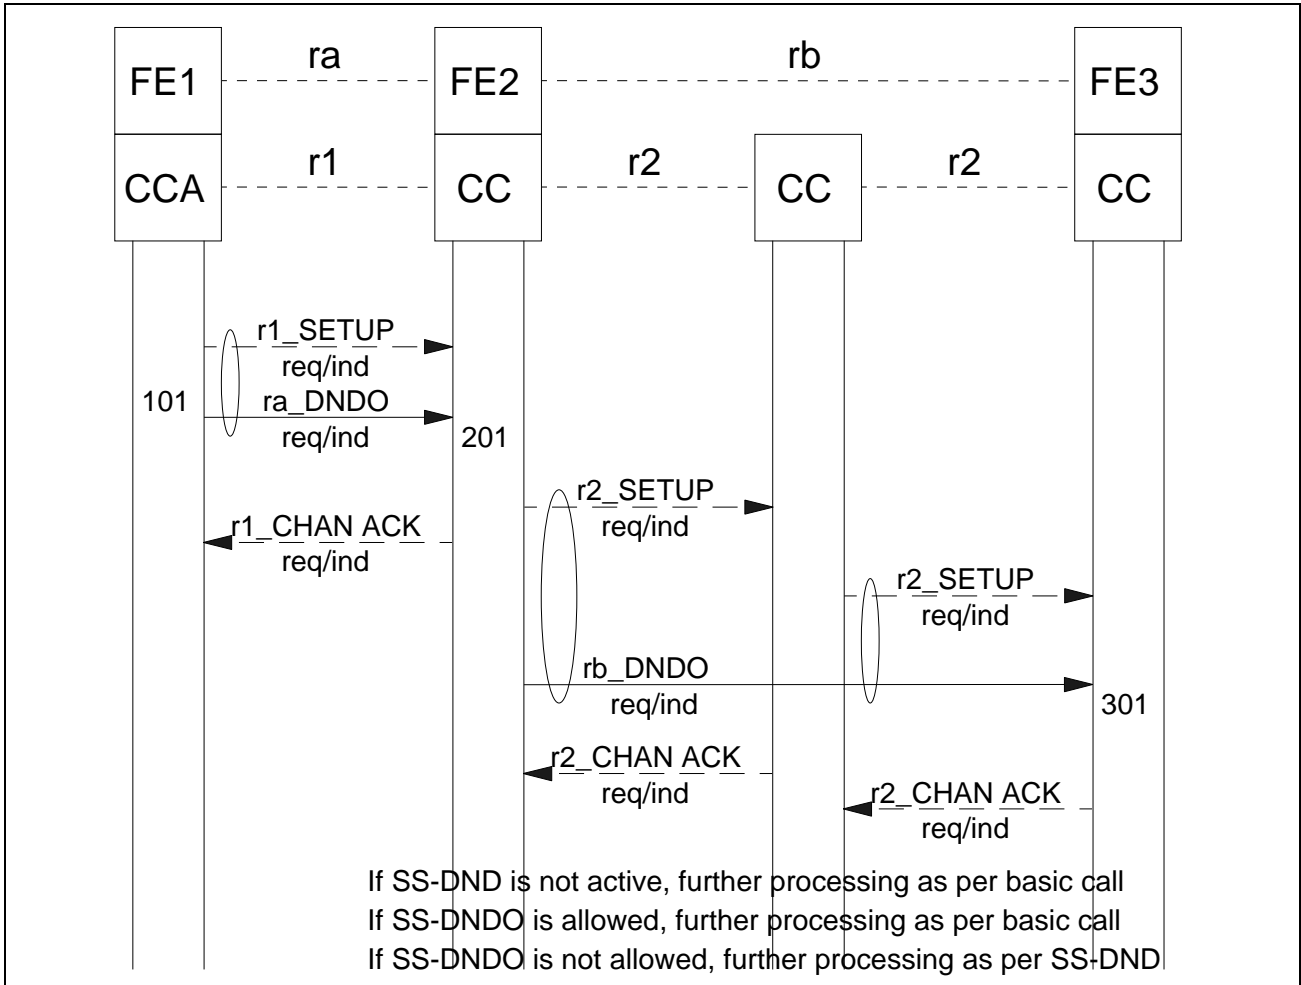 ra
rb
FE1
FE2
FE3
r1
r2
r2
CCA
CC
CC
CC
r1_SETUP
req/ind
101
ra_DNDO
req/ind
201
r2_SETUP
req/ind
r1_CHAN ACK
req/ind
r2_SETUP
req/ind
rb_DNDO
req/ind
301
r2_CHAN ACK
req/ind
r2_CHAN ACK
req/ind
If SS-DND is not active, further processing as per basic call
If SS-DNDO is allowed, further processing as per basic call
If SS-DNDO is not allowed, further processing as per SS-DND